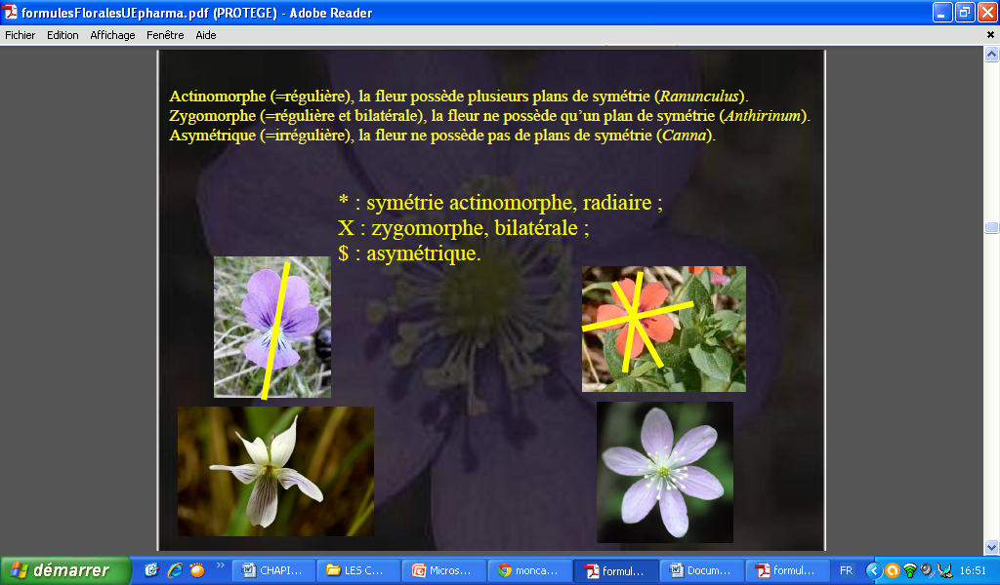 formulesFloralesUEpharma.pdf (PROTEGE) - Adobe Reader
Fichier Edition Affichage Fenêtre Aide
Actinomorphe (=régulière), la fleur possède plusieurs plans de symétrie (Ranunculus).
Zygomorphe (=régulière et bilatérale), la fleur ne possède qu’un plan de symétrie (Anthirinum).
Asymétrique (=irrégulière), la fleur ne possède pas de plans de symétrie (Canna).
* : symétrie actinomorphe, radiaire ;
X : zygomorphe, bilatérale ;
$ : asymétrique.
démarrer » CHAPI... LES C... Micros... monca... formul... Docum... formul... FR 16:51